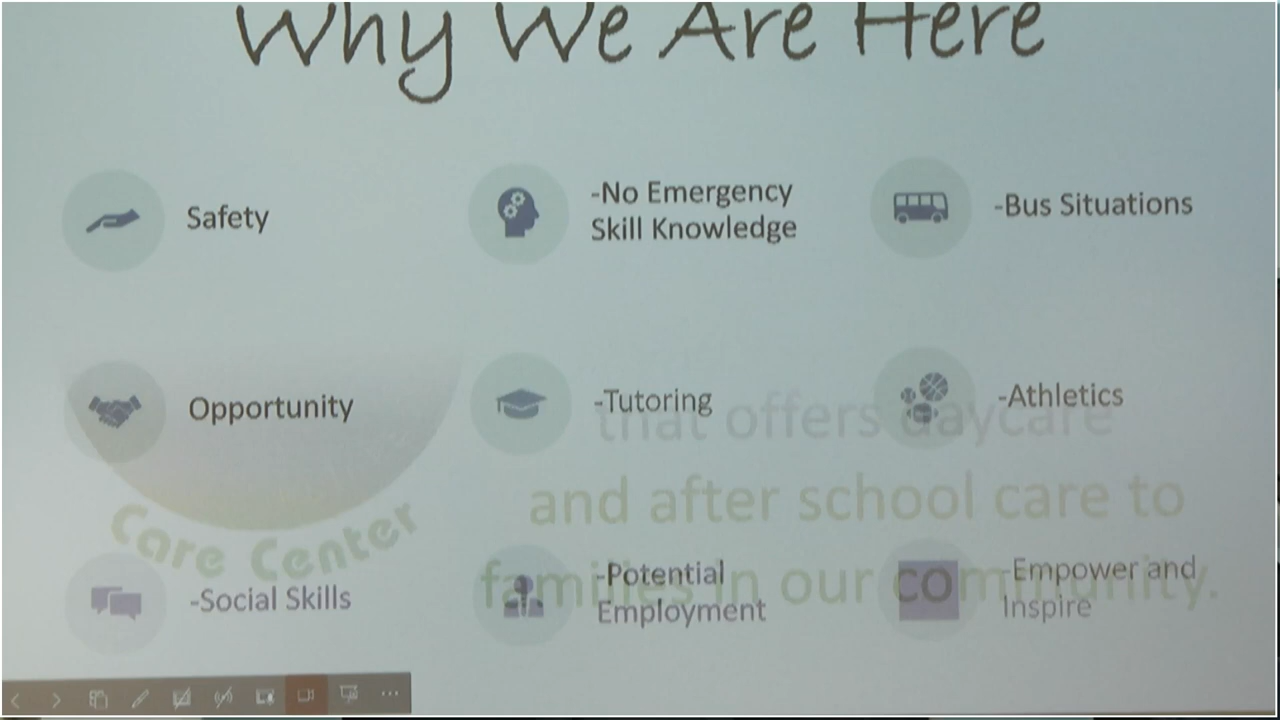 Why We Are Here
Safety
-No Emergency
Skill Knowledge
-Bus Situations
Opportunity
-Tutoring
-Athletics
that offers daycare
and after school care to
families in our community.
Care Center
-Social Skills
-Potential
Employment
-Empower and
Inspire